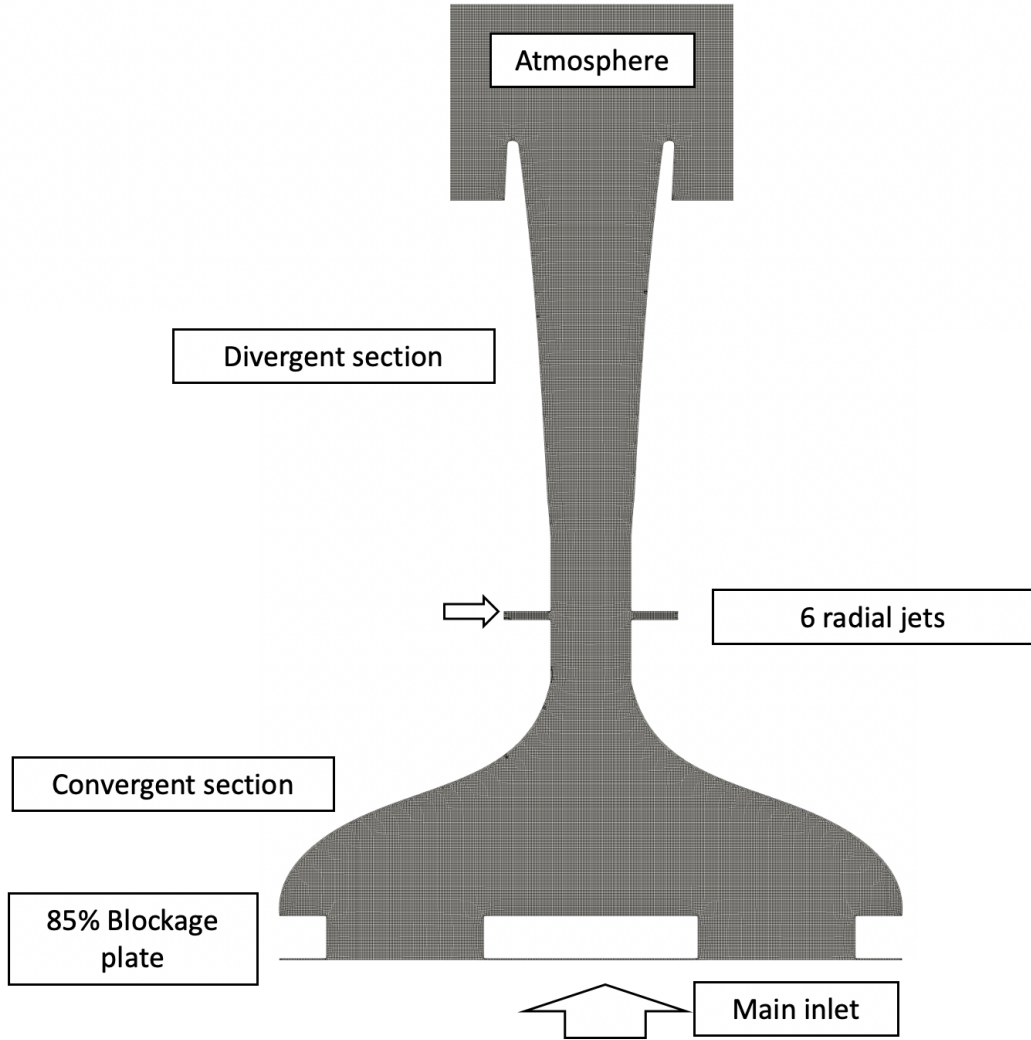 Atmosphere
Divergent section
6 radial jets
Convergent section
85% Blockage
plate
Main inlet